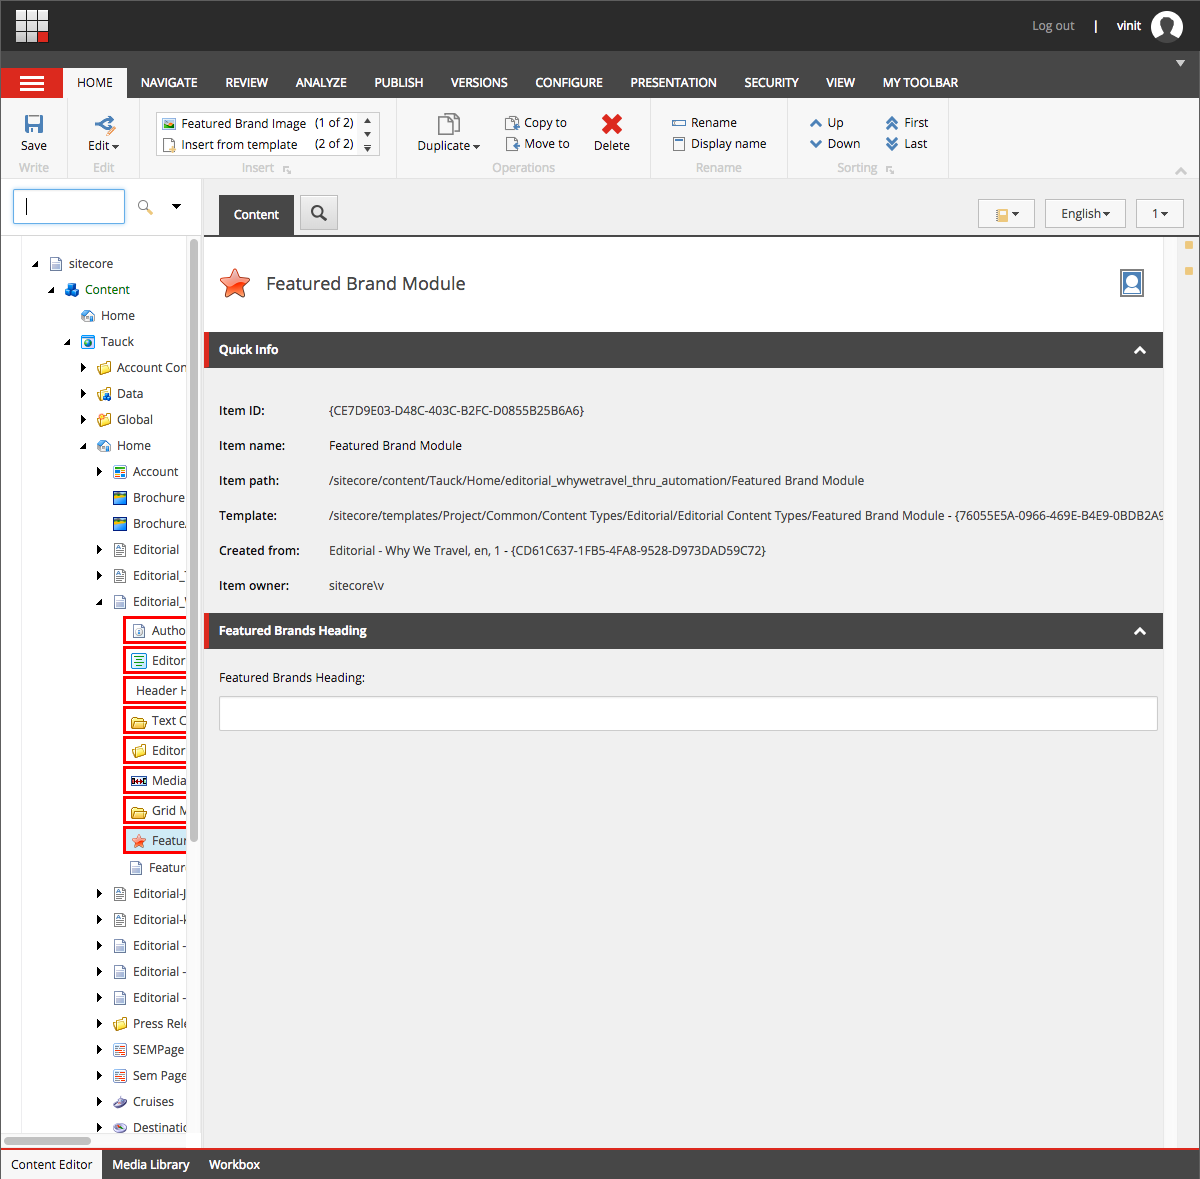 Log out | vinit
HOME NAVIGATE REVIEW ANALYZE PUBLISH VERSIONS CONFIGURE PRESENTATION SECURITY VIEW MY TOOLBAR
Save
Write
Edit
Edit
Featured Brand Image (1 of 2)
Insert from template (2 of 2)
Insert
Duplicate
Copy to
Move to
Delete
Operations
Rename
Display name
Rename
Up
Down
First
Last
Sorting
Content
English
1
sitecore
Content
Home
Tauck
Account Con
Data
Global
Home
Account
Brochure
Brochure
Editorial
Editorial_
Editorial_
Autho
Editor
Header H
Text C
Editor
Media
Grid M
Featur
Featur
Editorial-J
Editorial-k
Editorial -
Editorial -
Editorial -
Press Rele
SEMPage
Sem Page
Cruises
Destinatio
Featured Brand Module
Quick Info
Item ID: {CE7D9E03-D48C-403C-B2FC-D0855B25B6A6}
Item name: Featured Brand Module
Item path: /sitecore/content/Tauck/Home/editorial_whywetravel_thru_automation/Featured Brand Module
Template: /sitecore/templates/Project/Common/Content Types/Editorial/Editorial Content Types/Featured Brand Module - {76055E5A-0966-469E-B4E9-0BDB2A9
Created from: Editorial - Why We Travel, en, 1 - {CD61C637-1FB5-4FA8-9528-D973DAD59C72}
Item owner: sitecore\v
Featured Brands Heading
Featured Brands Heading:
Content Editor Media Library Workbox